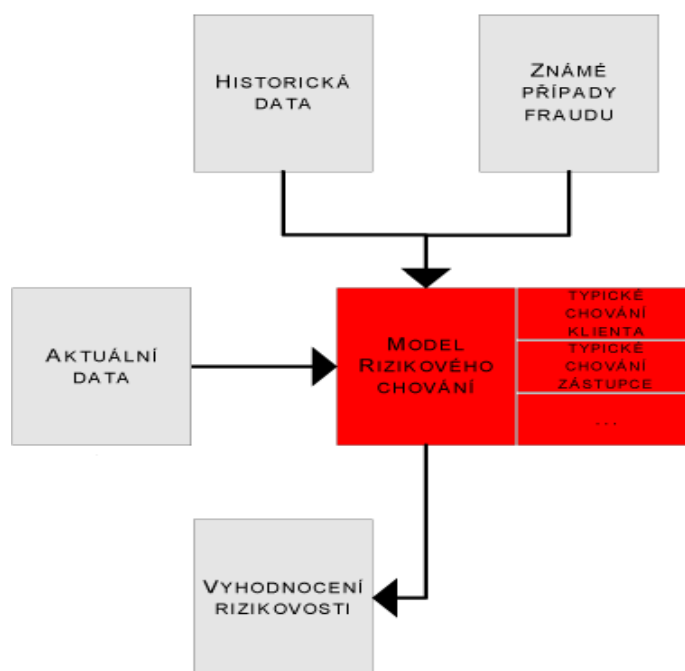 HISTORICKÁ
DATA
ZNÁMÉ
PŘÍPADY
FRAUDU
AKTUÁLNÍ
DATA
MODEL
RIZIKOVÉHO
CHOVÁNÍ
TYPICKÉ
CHOVÁNÍ
KLIENTA
TYPICKÉ
CHOVÁNÍ
ZÁSTUPCE
...
VYHODNOCENÍ
RIZIKOVOSTI